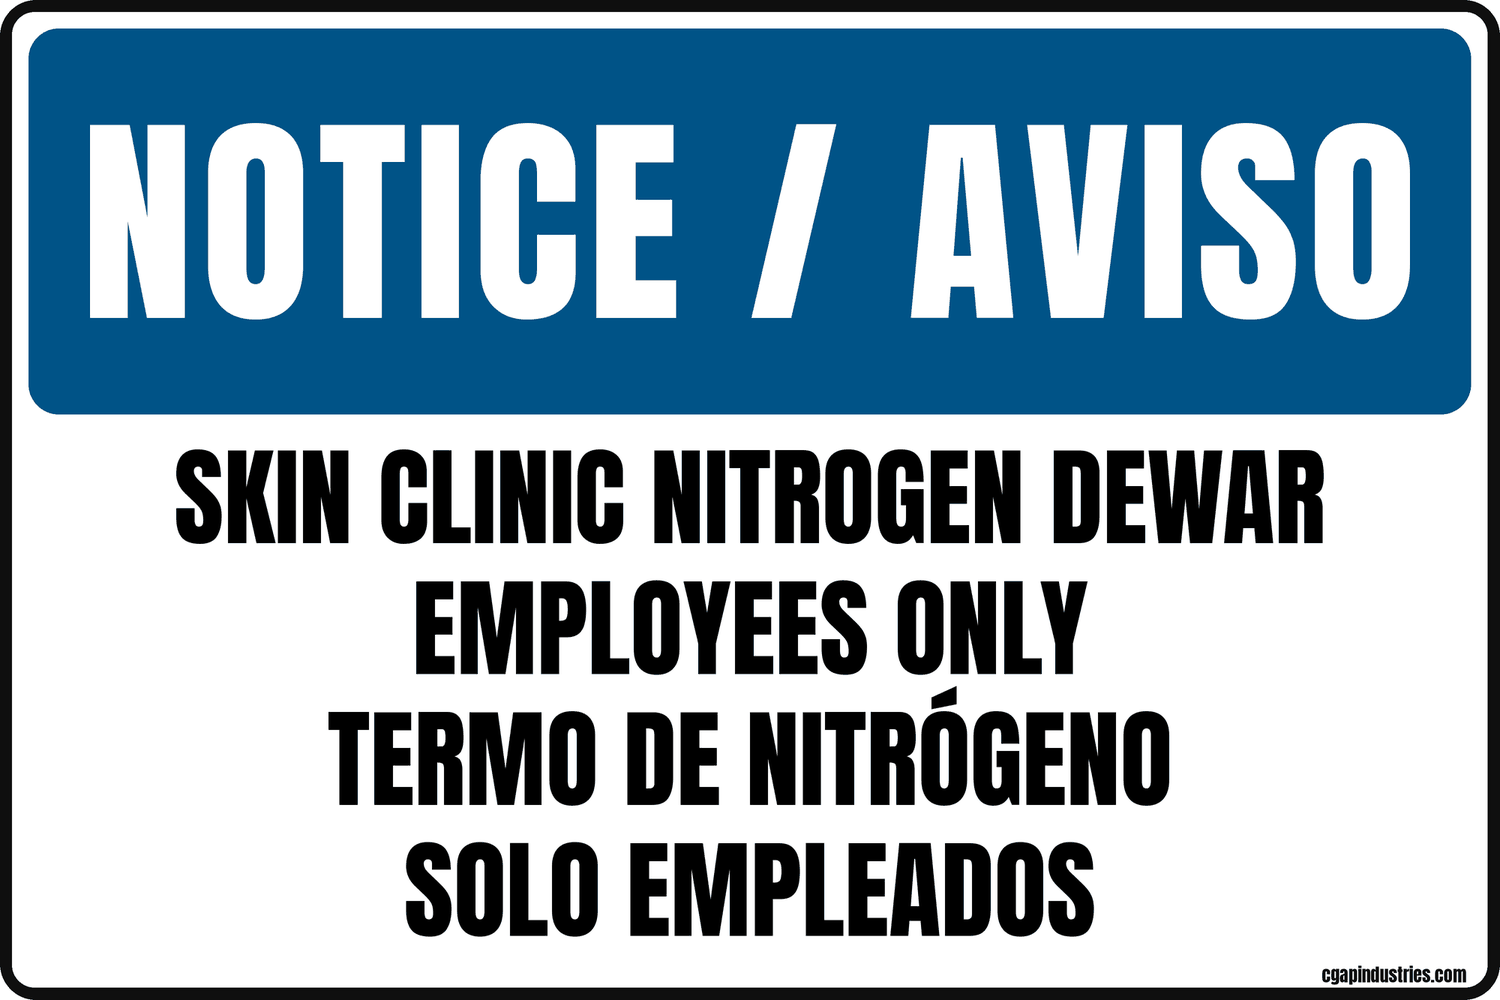 NOTICE / AVISO
SKIN CLINIC NITROGEN DEWAR
EMPLOYEES ONLY
TERMO DE NITRÓGENO
SOLO EMPLEADOS
cgapindustries.com